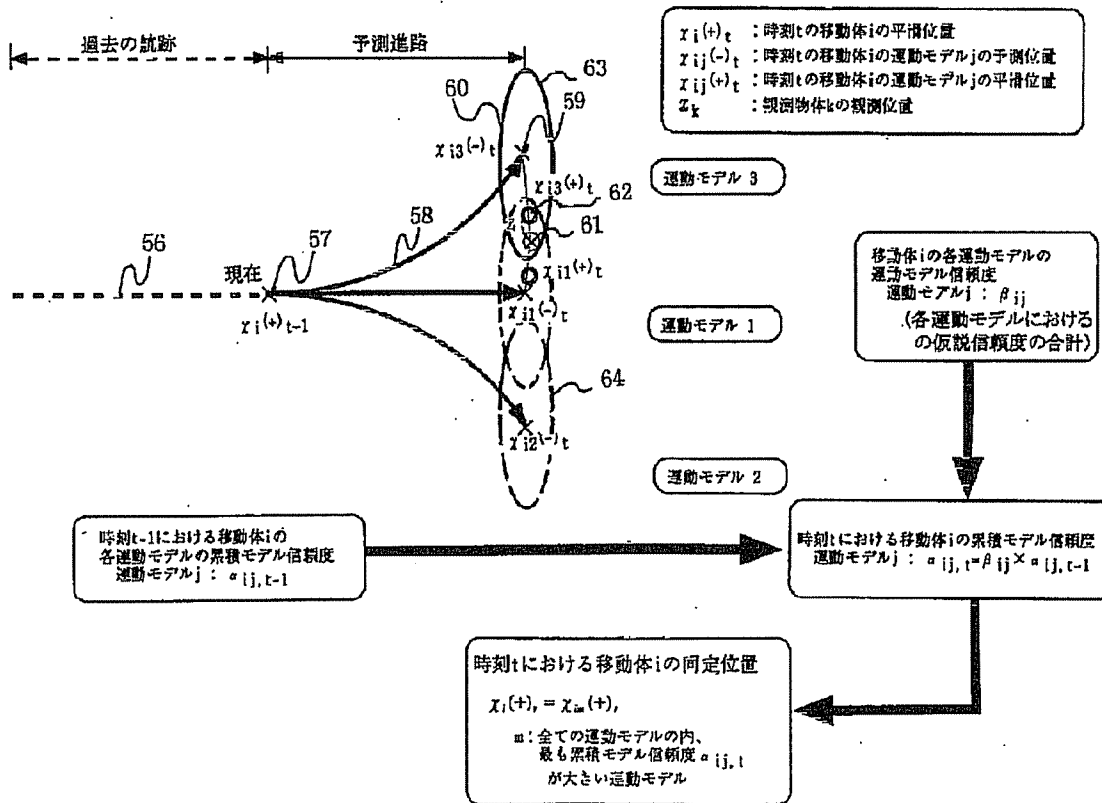 過去の航跡
予測進路
χi(+)t : 時刻tの移動体iの平滑位置
χij(-)t : 時刻tの移動体iの運動モデルjの予測位置
χij(+)t : 時刻tの移動体iの運動モデルjの平滑位置
Zk : 観測物体kの観測位置
63
60
59
χi3(-)t
運動モデル 3
χi3(+)t
62
58
61
56
57
現在
χi(+)t-1
χi1(+)t
χi1(-)t
運動モデル 1
移動体iの各運動モデルの
運動モデル信頼度
運動モデルj : βij
(各運動モデルにおける
の仮説信頼度の合計)
64
χi2(-)t
運動モデル 2
時刻t-1における移動体iの
各運動モデルの累積モデル信頼度
運動モデルj : αij,t-1
時刻tにおける移動体iの累積モデル信頼度
運動モデルj : αij,t=βij×αij,t-1
時刻tにおける移動体iの同定位置
χi(+), = χim(+),
m:全ての運動モデルの内、
最も累積モデル信頼度αij,t
が大きい運動モデル